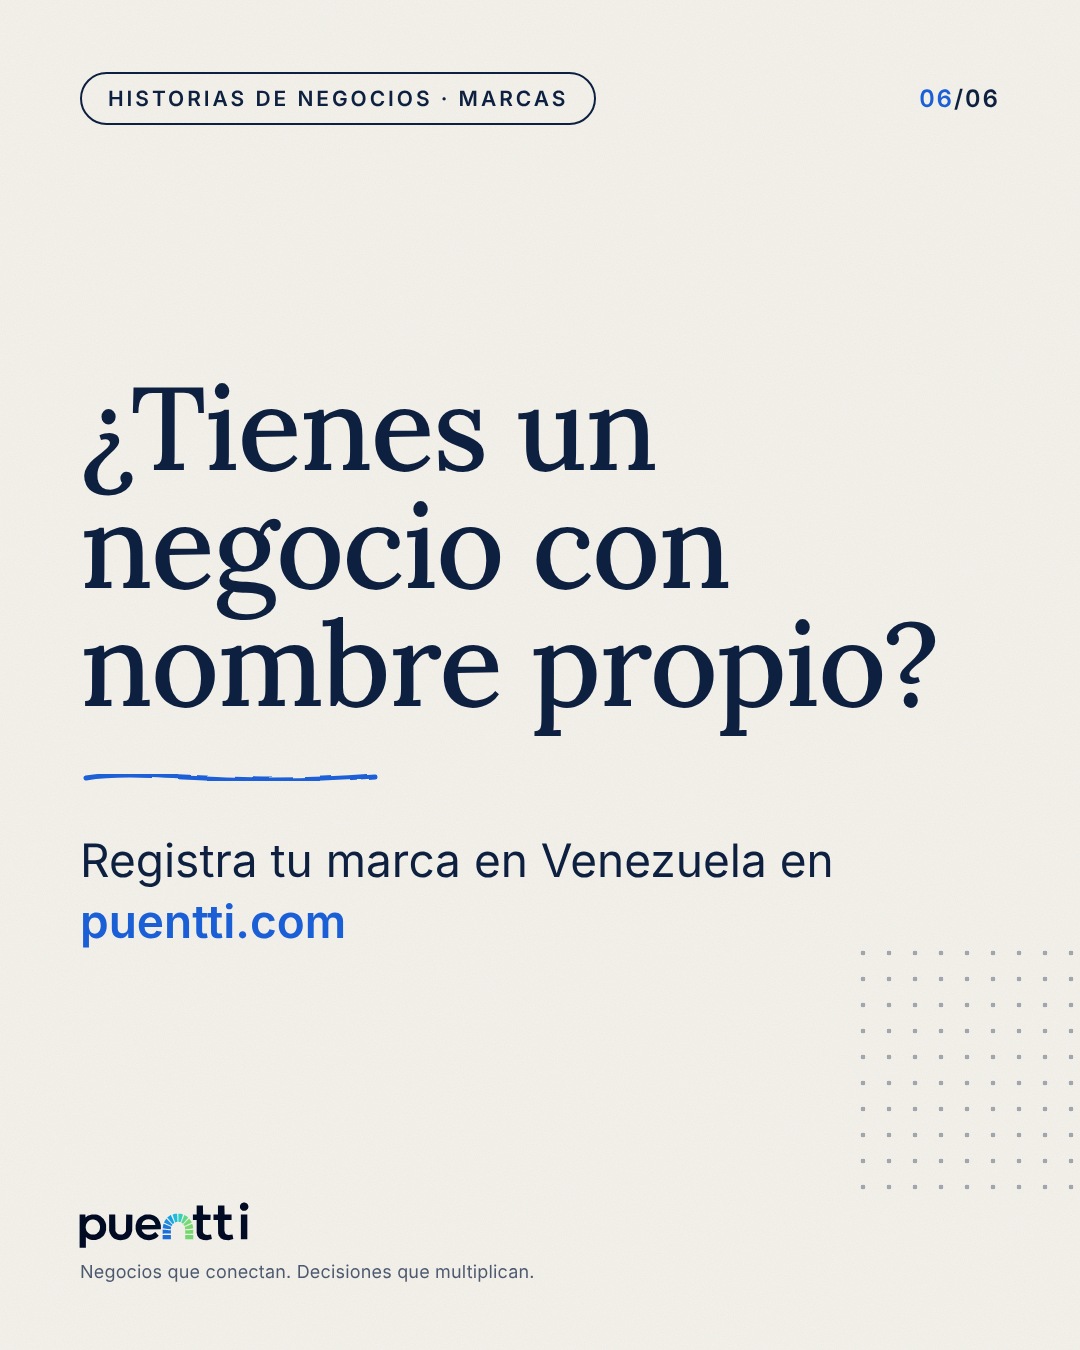 HISTORIAS DE NEGOCIOS · MARCAS
06/06
¿Tienes un
negocio con
nombre propio?
Registra tu marca en Venezuela en
puentti.com
puentti
Negocios que conectan. Decisiones que multiplican.